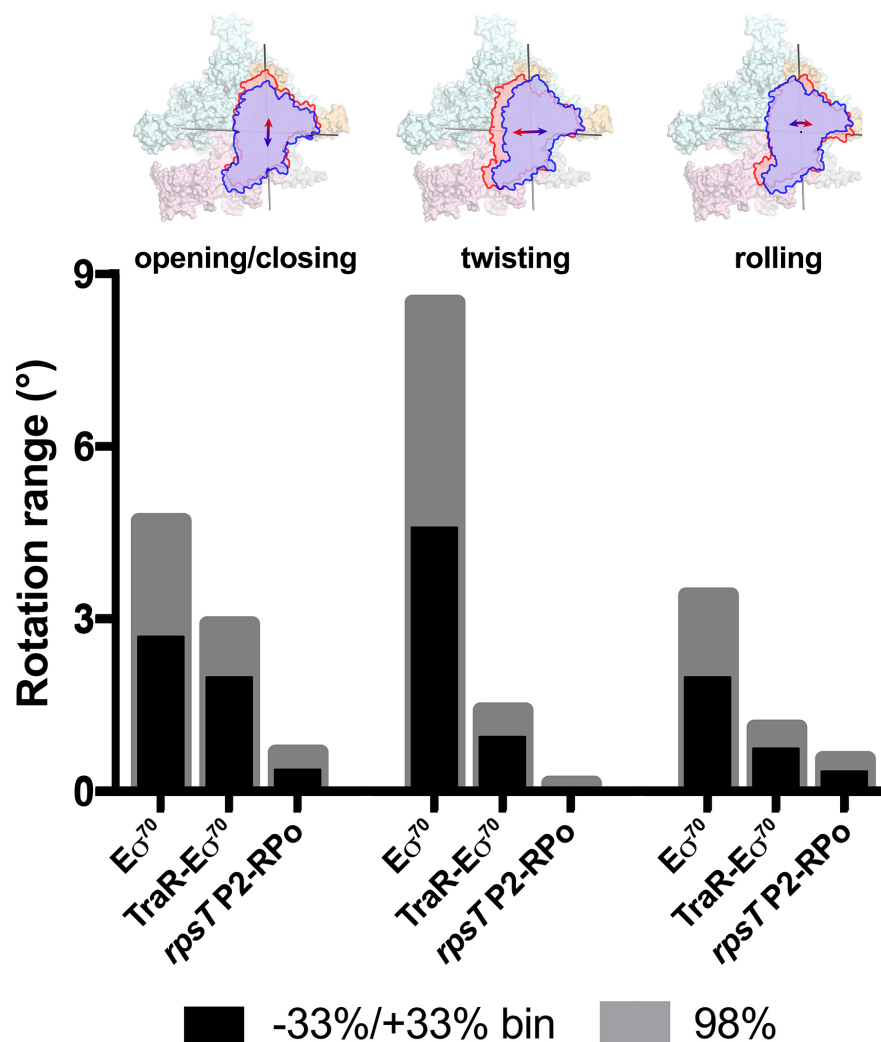 opening/closing twisting rolling
Rotation range (°)
9
6
3
0
Eσ⁷⁰ TraR-Eσ⁷⁰ rpsT P2-RPo Eσ⁷⁰ TraR-Eσ⁷⁰ rpsT P2-RPo Eσ⁷⁰ TraR-Eσ⁷⁰ rpsT P2-RPo
-33%/+33% bin 98%